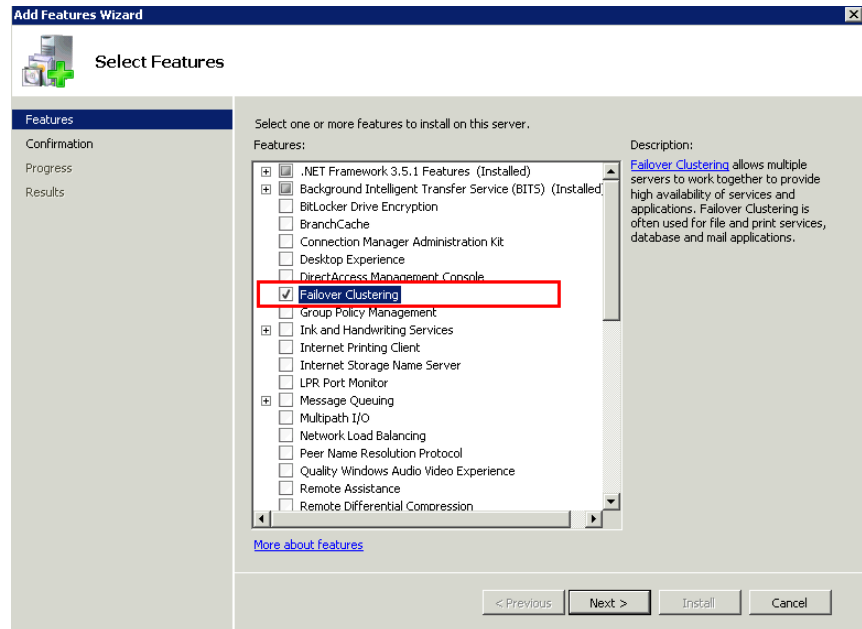 Add Features Wizard
Select Features
Features
Confirmation
Progress
Results
Select one or more features to install on this server.
Features:
.NET Framework 3.5.1 Features (Installed)
Background Intelligent Transfer Service (BITS) (Installed
BitLocker Drive Encryption
BranchCache
Connection Manager Administration Kit
Desktop Experience
DirectAccess Management Console
Failover Clustering
Group Policy Management
Ink and Handwriting Services
Internet Printing Client
Internet Storage Name Server
LPR Port Monitor
Message Queuing
Multipath I/O
Network Load Balancing
Peer Name Resolution Protocol
Quality Windows Audio Video Experience
Remote Assistance
Remote Differential Compression
More about features
Description:
Failover Clustering allows multiple
servers to work together to provide
high availability of services and
applications. Failover Clustering is
often used for file and print services,
database and mail applications.
< Previous
Next >
Install
Cancel